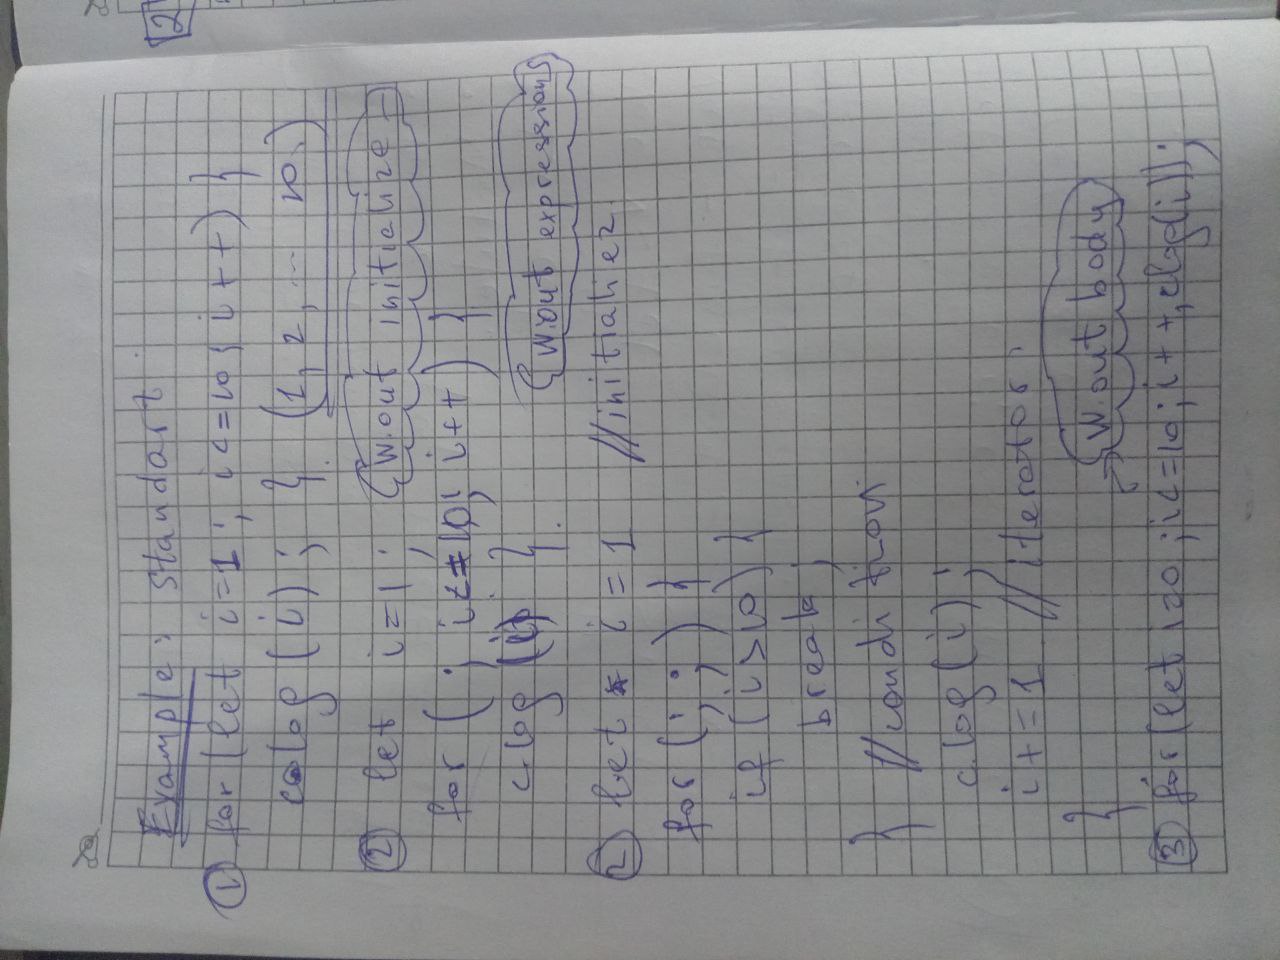 Example: Standart.
① for (let i=1; i<=10; i++) {
c.log (i); }. (1, 2, ... 10)
{W.out initialize}
② let i=1;
for (; i<=10; i++) {
c.log (i) }.
{W.out expressions}
② let i=1 //initialiez.
for (;;) {
if (i>10) {
break;
} //condition
c.log (i);
i+=1 //iterator,
}
W.out body
③ for (let i=0; i<=10; i++, c.log(i));